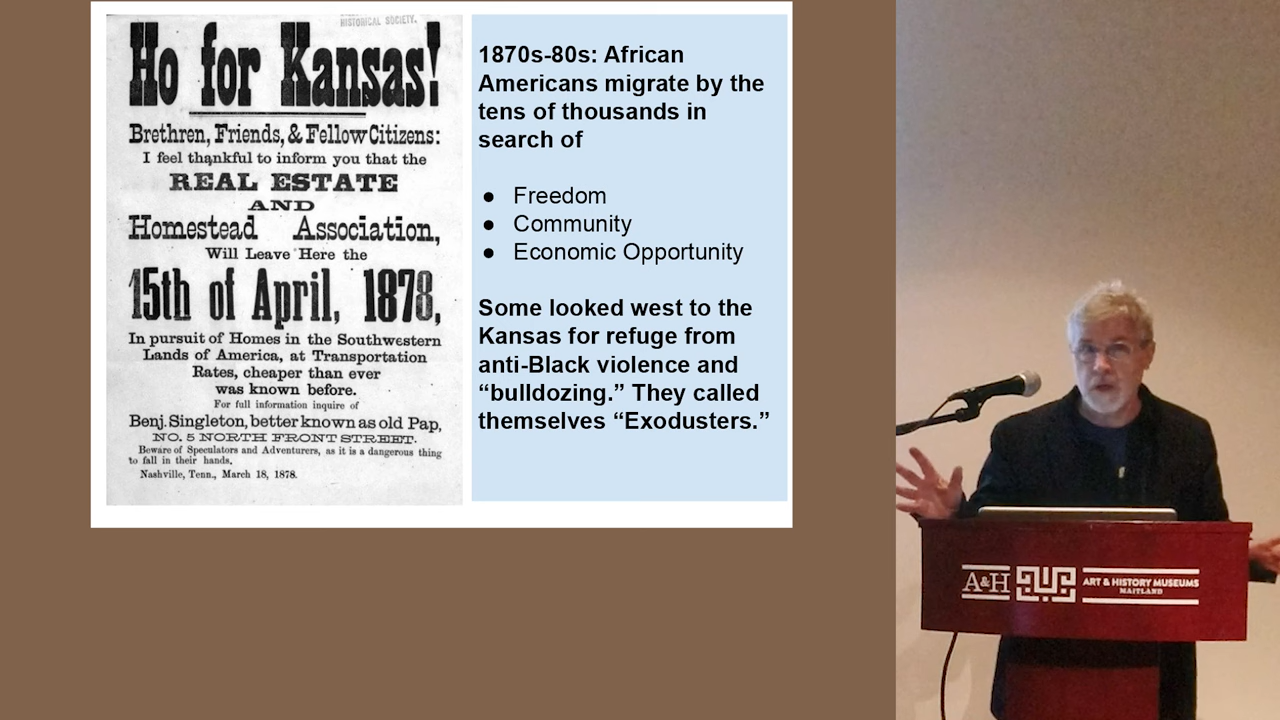 HISTORICAL SOCIETY.
Ho for Kansas!
Brethren, Friends, & Fellow Citizens:
I feel thankful to inform you that the
REAL ESTATE
AND
Homestead Association,
Will Leave Here the
15th of April, 1878,
In pursuit of Homes in the Southwestern
Lands of America, at Transportation
Rates, cheaper than ever
was known before.
For full information inquire of
Benj. Singleton, better known as old Pap,
NO. 5 NORTH FRONT STREET.
Beware of Speculators and Adventurers, as it is a dangerous thing
to fall in their hands.
Nashville, Tenn., March 18, 1878.
1870s-80s: African
Americans migrate by the
tens of thousands in
search of
● Freedom
● Community
● Economic Opportunity
Some looked west to the
Kansas for refuge from
anti-Black violence and
“bulldozing.” They called
themselves “Exodusters.”
A&H
ART & HISTORY MUSEUMS
MAITLAND